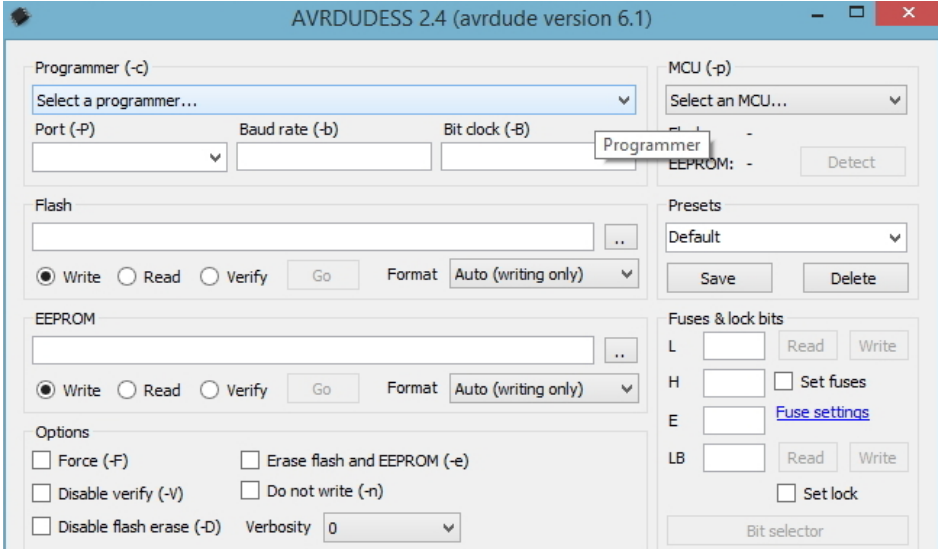 AVRDUDESS 2.4 (avrdude version 6.1)
Programmer (-c)
Select a programmer...
Port (-P)
Baud rate (-b)
Bit clock (-B)
Programmer
MCU (-p)
Select an MCU...
-
EEPROM: -
Detect
Flash
..
Write
Read
Verify
Go
Format
Auto (writing only)
Presets
Default
Save
Delete
EEPROM
..
Write
Read
Verify
Go
Format
Auto (writing only)
Fuses & lock bits
L
Read
Write
H
Set fuses
E
Fuse settings
LB
Read
Write
Set lock
Bit selector
Options
Force (-F)
Erase flash and EEPROM (-e)
Disable verify (-V)
Do not write (-n)
Disable flash erase (-D)
Verbosity
0